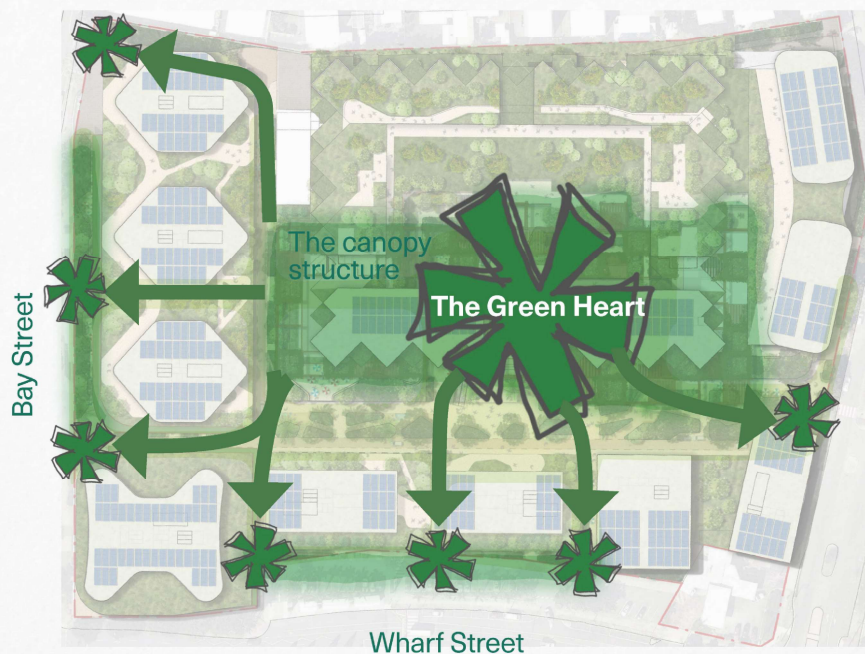 The canopy
structure
The Green Heart
Bay Street
Wharf Street